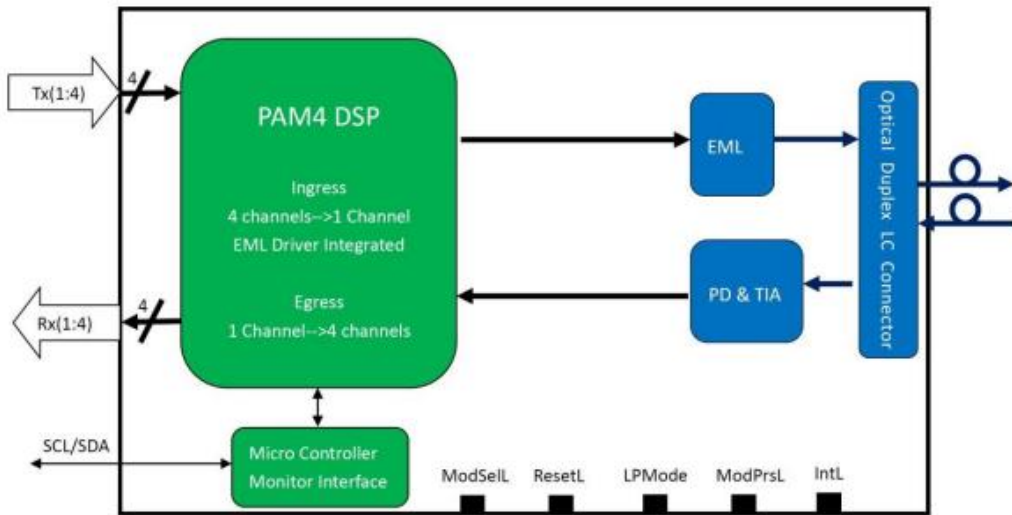 4
Tx(1:4)
PAM4 DSP
Ingress
4 channels-->1 Channel
EML Driver Integrated
Egress
1 Channel-->4 channels
EML
PD & TIA
Optical Duplex LC Connector
4
Rx(1:4)
SCL/SDA
Micro Controller
Monitor Interface
ModSelL
ResetL
LPMode
ModPrsL
IntL